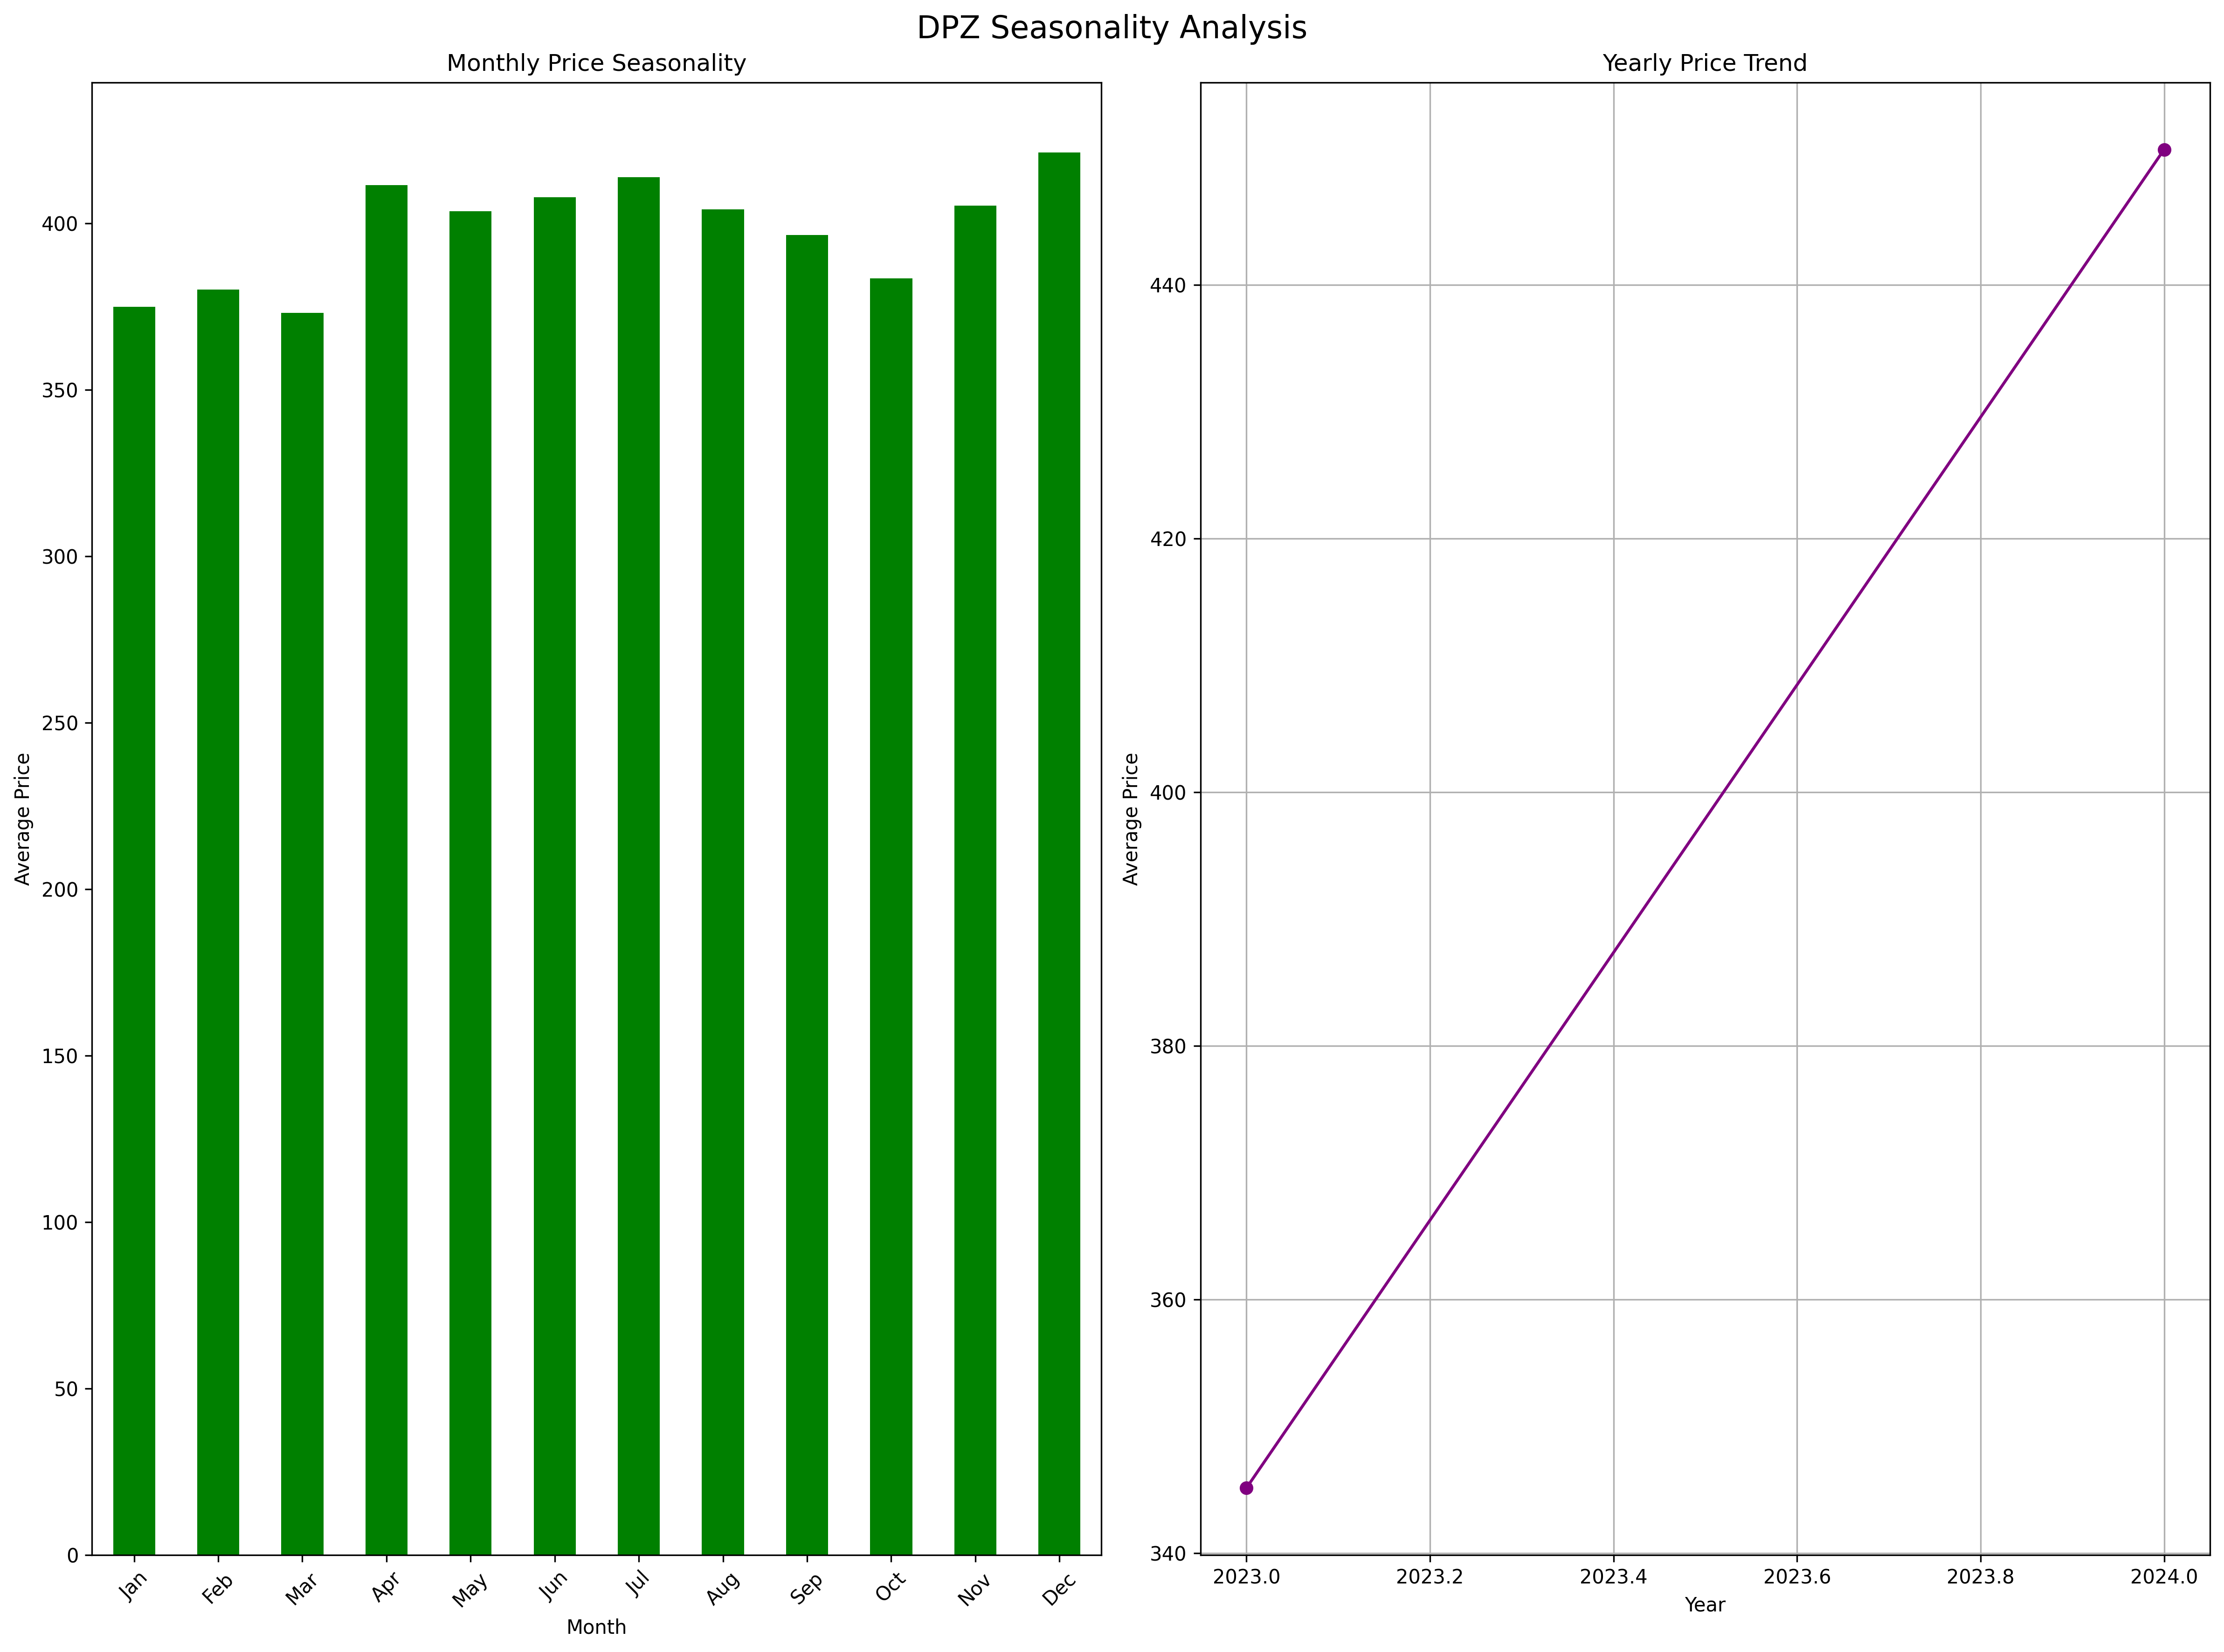 DPZ Seasonality Analysis
Monthly Price Seasonality
Average Price
400
350
300
250
200
150
100
50
0
Jan
Feb
Mar
Apr
May
Jun
Jul
Aug
Sep
Oct
Nov
Dec
Month
Yearly Price Trend
Average Price
440
420
400
380
360
340
2023.0
2023.2
2023.4
2023.6
2023.8
2024.0
Year